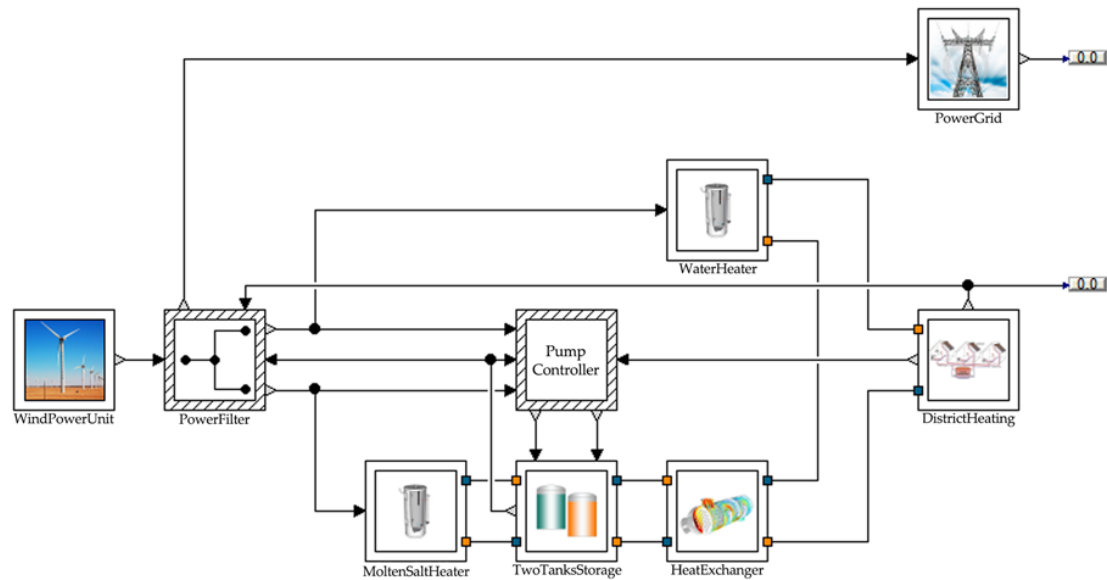 0.0
PowerGrid
WaterHeater
0.0
Pump
Controller
WindPowerUnit
PowerFilter
DistrictHeating
MoltenSaltHeater
TwoTanksStorage
HeatExchanger